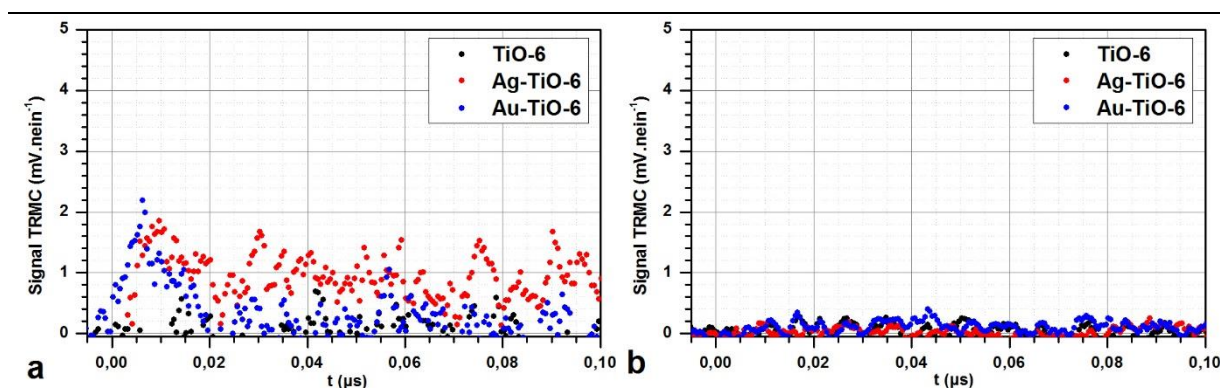 5
4
3
2
1
0
Signal TRMC (mV.nein-1)
TiO-6
Ag-TiO-6
Au-TiO-6
a
0,00 0,02 0,04 0,06 0,08 0,10
t (µs)
5
4
3
2
1
0
Signal TRMC (mV.nein-1)
TiO-6
Ag-TiO-6
Au-TiO-6
b
0,00 0,02 0,04 0,06 0,08 0,10
t (µs)